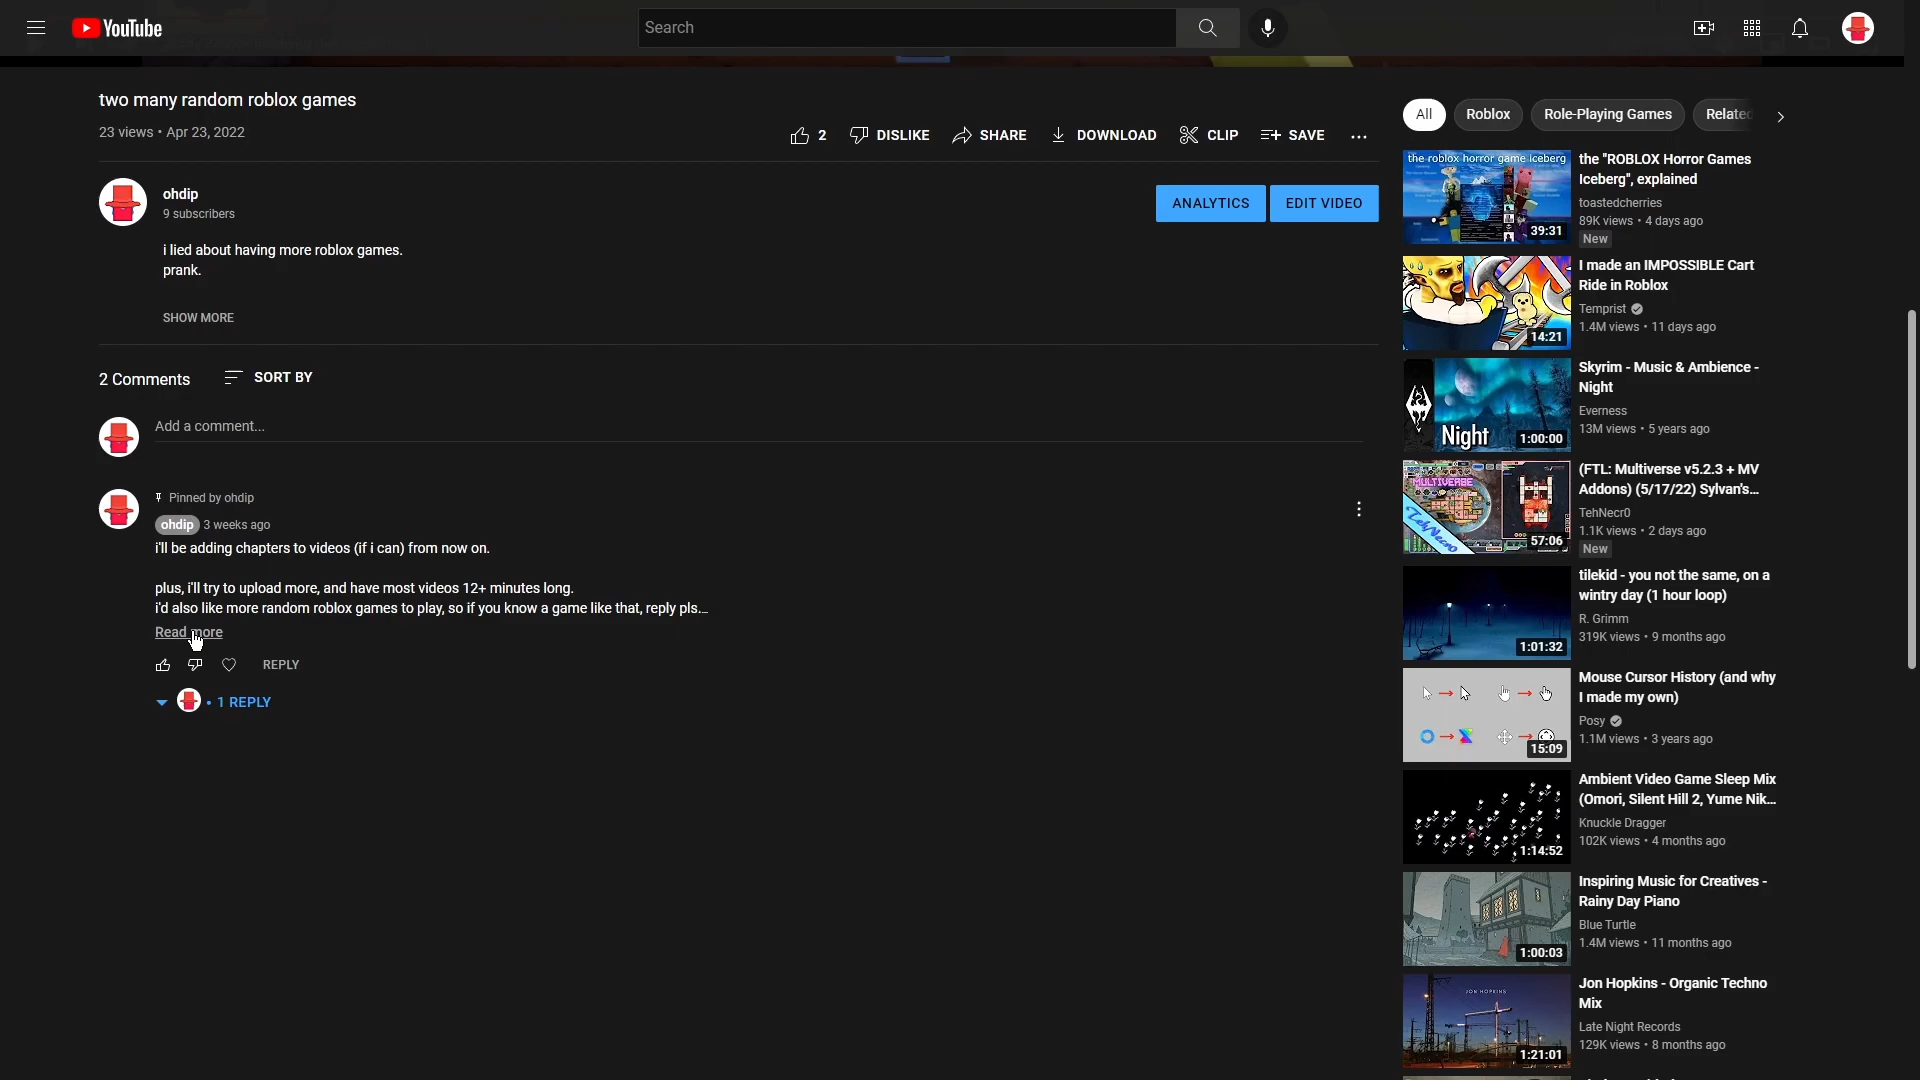 YouTube
Search
two many random roblox games
23 views • Apr 23, 2022
2
DISLIKE
SHARE
DOWNLOAD
CLIP
SAVE
ohdip
9 subscribers
ANALYTICS
EDIT VIDEO
i lied about having more roblox games.
prank.
SHOW MORE
2 Comments
SORT BY
Add a comment...
Pinned by ohdip
ohdip 3 weeks ago
i'll be adding chapters to videos (if i can) from now on.
plus, i'll try to upload more, and have most videos 12+ minutes long.
i'd also like more random roblox games to play, so if you know a game like that, reply pls...
Read more
REPLY
• 1 REPLY
All
Roblox
Role-Playing Games
Related
the roblox horror game iceberg
39:31
the "ROBLOX Horror Games
Iceberg", explained
toastedcherries
89K views • 4 days ago
New
14:21
I made an IMPOSSIBLE Cart
Ride in Roblox
Temprist
1.4M views • 11 days ago
Night
1:00:00
Skyrim - Music & Ambience -
Night
Everness
13M views • 5 years ago
MULTIVERSE
TehNecro
57:06
(FTL: Multiverse v5.2.3 + MV
Addons) (5/17/22) Sylvan's...
TehNecr0
1.1K views • 2 days ago
New
1:01:32
tilekid - you not the same, on a
wintry day (1 hour loop)
R. Grimm
319K views • 9 months ago
15:09
Mouse Cursor History (and why
I made my own)
Posy
1.1M views • 3 years ago
1:14:52
Ambient Video Game Sleep Mix
(Omori, Silent Hill 2, Yume Nik...
Knuckle Dragger
102K views • 4 months ago
1:00:03
Inspiring Music for Creatives -
Rainy Day Piano
Blue Turtle
1.4M views • 11 months ago
JON HOPKINS
1:21:01
Jon Hopkins - Organic Techno
Mix
Late Night Records
129K views • 8 months ago